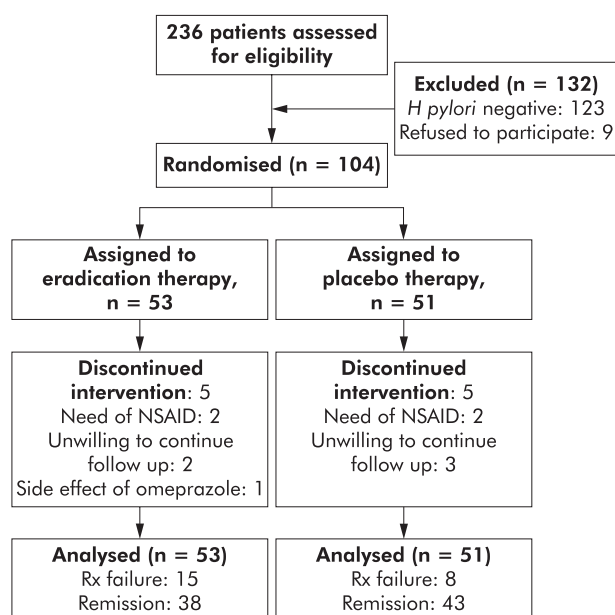 236 patients assessed
for eligibility
Excluded (n = 132)
H pylori negative: 123
Refused to participate: 9
Randomised (n = 104)
Assigned to
eradication therapy,
n = 53
Assigned to
placebo therapy,
n = 51
Discontinued
intervention: 5
Need of NSAID: 2
Unwilling to continue
follow up: 2
Side effect of omeprazole: 1
Discontinued
intervention: 5
Need of NSAID: 2
Unwilling to continue
follow up: 3
Analysed (n = 53)
Rx failure: 15
Remission: 38
Analysed (n = 51)
Rx failure: 8
Remission: 43